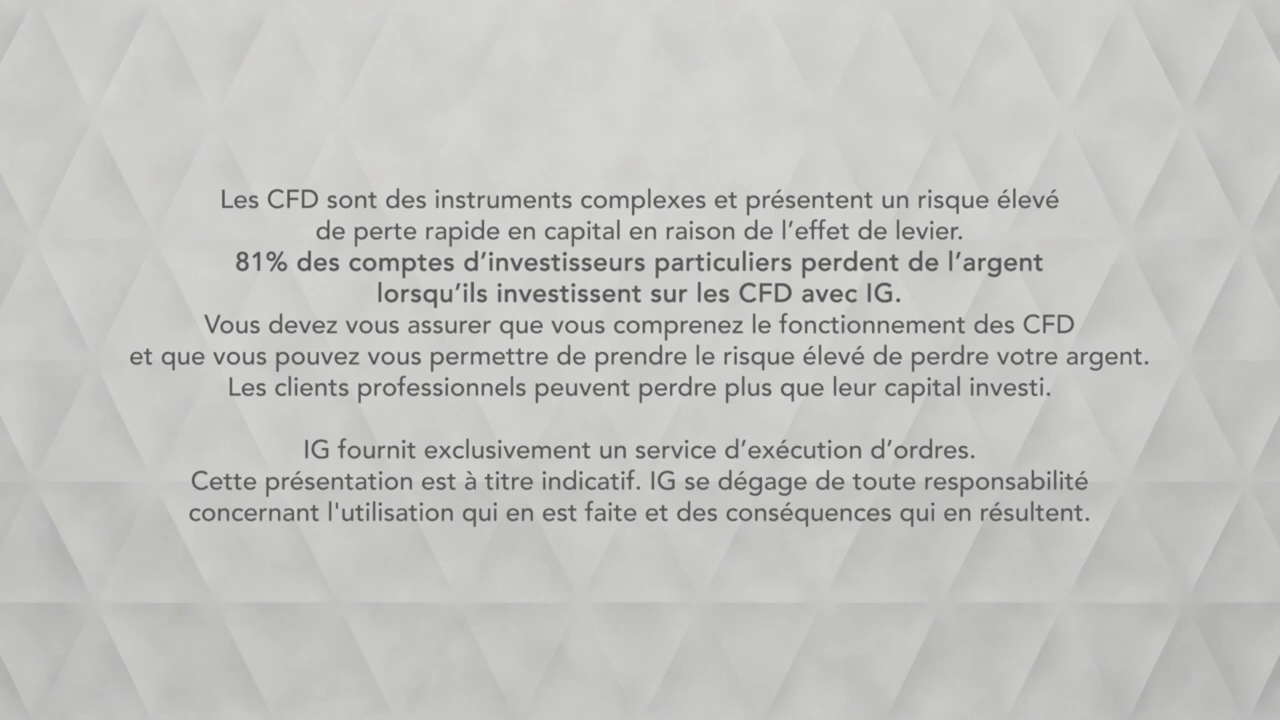 Les CFD sont des instruments complexes et présentent un risque élevé
de perte rapide en capital en raison de l’effet de levier.
81% des comptes d’investisseurs particuliers perdent de l’argent
lorsqu’ils investissent sur les CFD avec IG.
Vous devez vous assurer que vous comprenez le fonctionnement des CFD
et que vous pouvez vous permettre de prendre le risque élevé de perdre votre argent.
Les clients professionnels peuvent perdre plus que leur capital investi.
IG fournit exclusivement un service d’exécution d’ordres.
Cette présentation est à titre indicatif. IG se dégage de toute responsabilité
concernant l'utilisation qui en est faite et des conséquences qui en résultent.